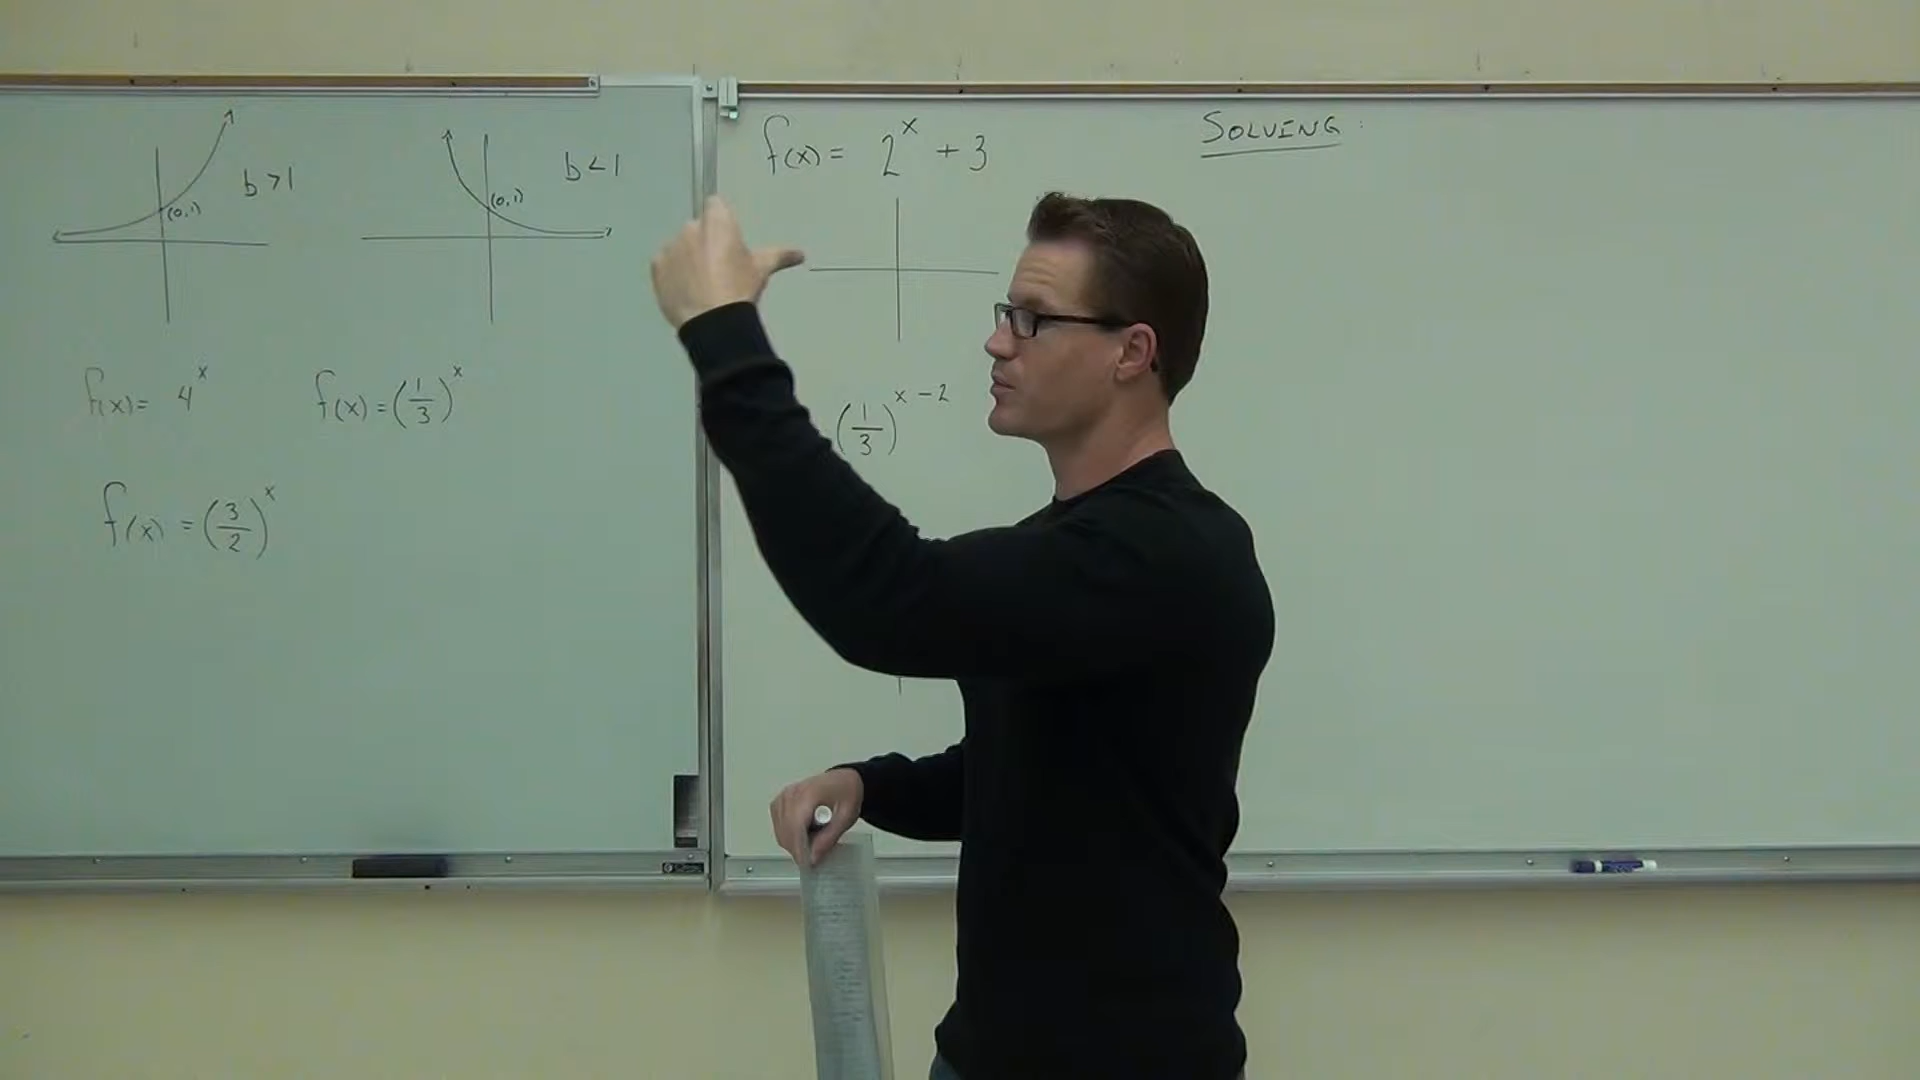 b > 1
(0,1)
b < 1
(0,1)
f(x) = 4^x
f(x) = (1/3)^x
f(x) = (3/2)^x
f(x) = 2^x + 3
(1/3)^x - 2
SOLVING: